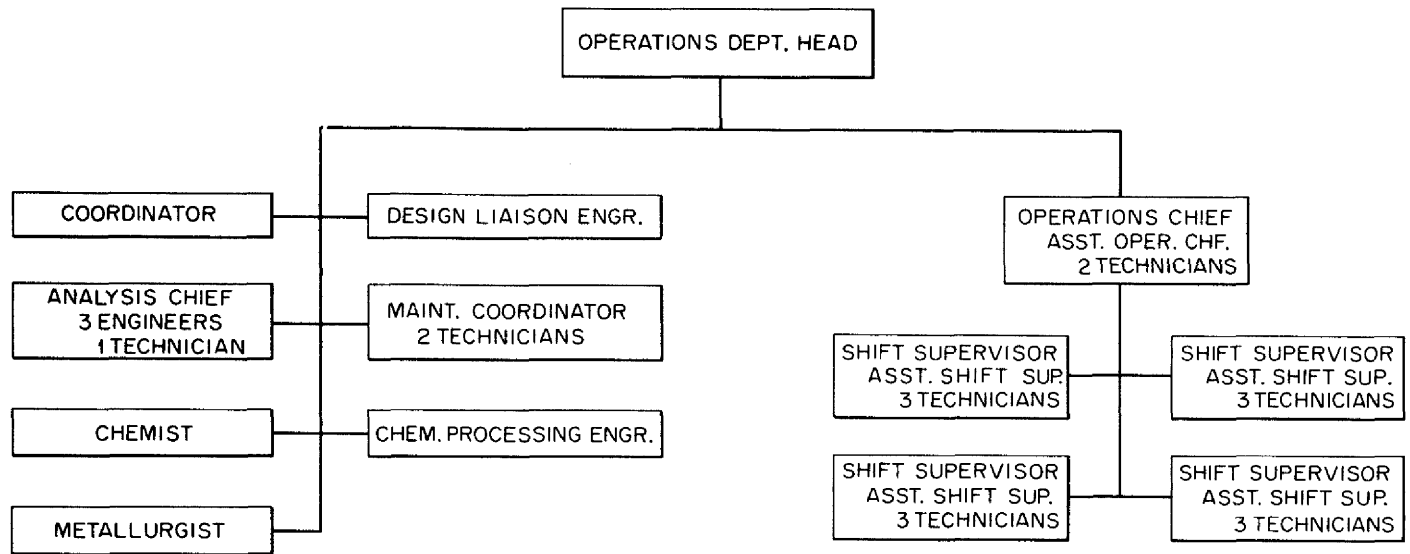 OPERATIONS DEPT. HEAD
COORDINATOR
DESIGN LIAISON ENGR.
ANALYSIS CHIEF
3 ENGINEERS
1 TECHNICIAN
MAINT. COORDINATOR
2 TECHNICIANS
CHEMIST
CHEM. PROCESSING ENGR.
METALLURGIST
OPERATIONS CHIEF
ASST. OPER. CHF.
2 TECHNICIANS
SHIFT SUPERVISOR
ASST. SHIFT SUP.
3 TECHNICIANS
SHIFT SUPERVISOR
ASST. SHIFT SUP.
3 TECHNICIANS
SHIFT SUPERVISOR
ASST. SHIFT SUP.
3 TECHNICIANS
SHIFT SUPERVISOR
ASST. SHIFT SUP.
3 TECHNICIANS